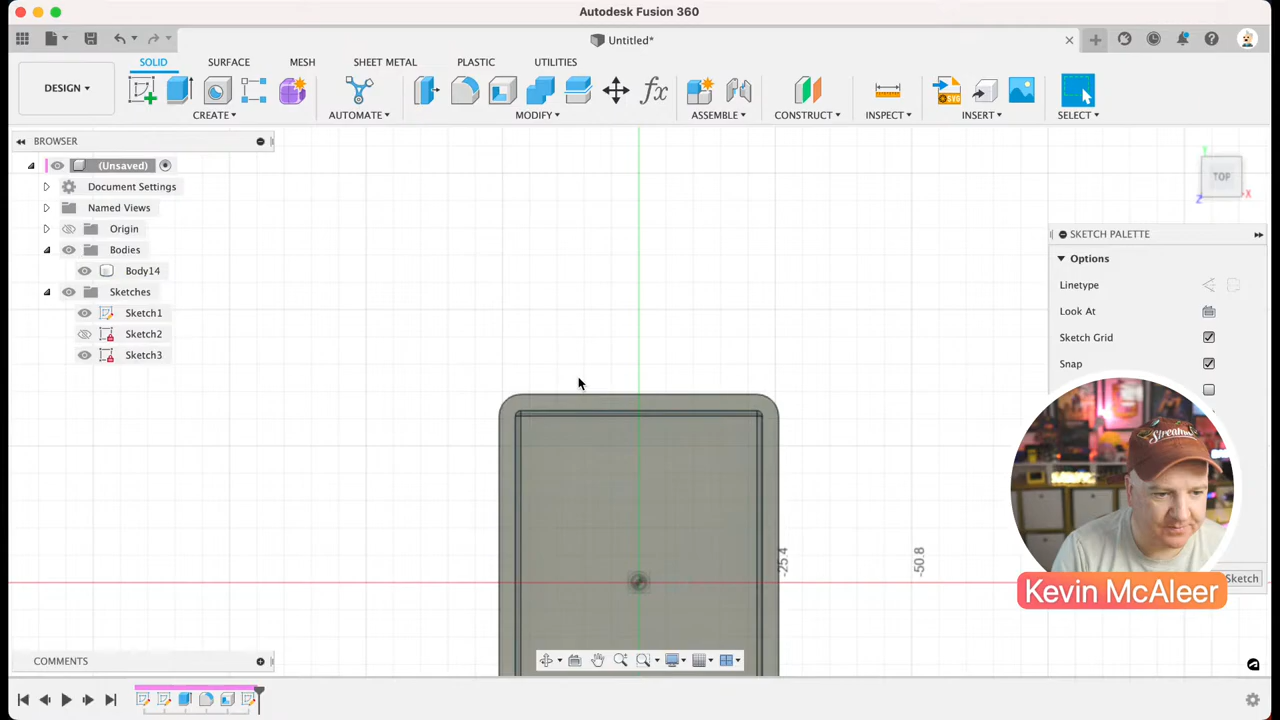 Autodesk Fusion 360
Untitled*
DESIGN
SOLID
SURFACE
MESH
SHEET METAL
PLASTIC
UTILITIES
CREATE
AUTOMATE
MODIFY
ASSEMBLE
CONSTRUCT
INSPECT
INSERT
SELECT
BROWSER
(Unsaved)
Document Settings
Named Views
Origin
Bodies
Body14
Sketches
Sketch1
Sketch2
Sketch3
TOP
X
Z
SKETCH PALETTE
Options
Linetype
Look At
Sketch Grid
Snap
-25.4
-50.8
Sketch
Kevin McAleer
COMMENTS